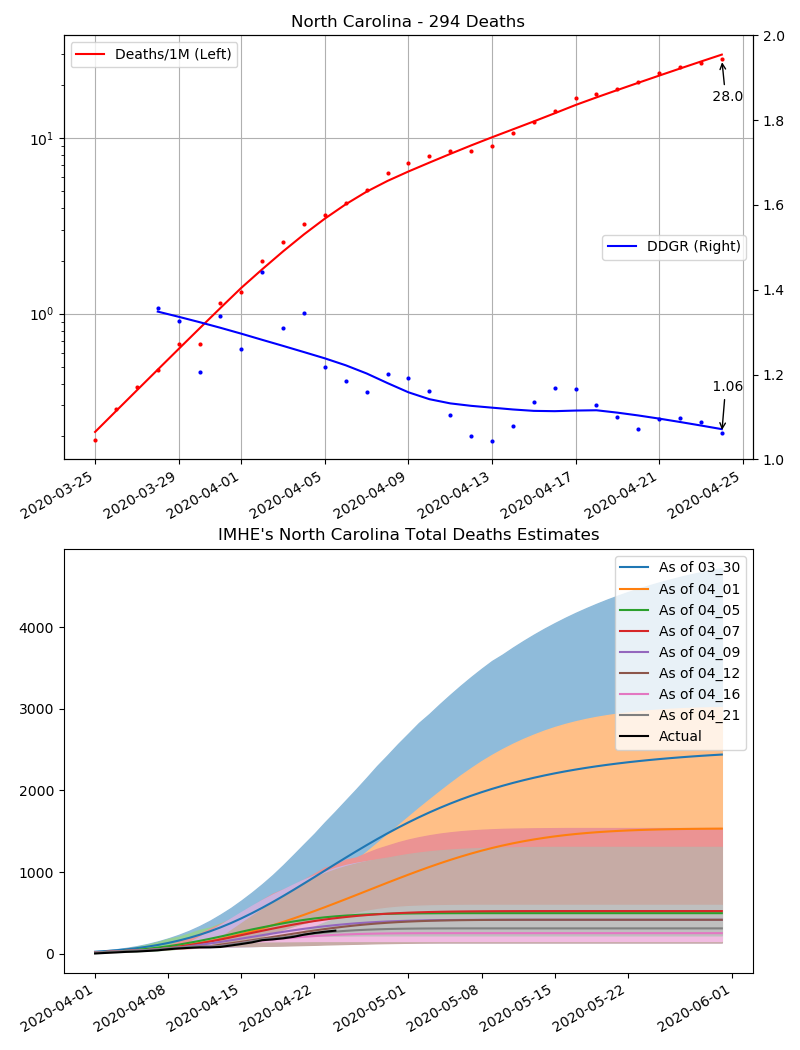 North Carolina - 294 Deaths
Deaths/1M (Left)
2.0
1.8
1.6
1.4
1.2
1.0
10^1
10^0
28.0
DDGR (Right)
1.06
2020-03-25
2020-03-29
2020-04-01
2020-04-05
2020-04-09
2020-04-13
2020-04-17
2020-04-21
2020-04-25
IMHE's North Carolina Total Deaths Estimates
As of 03_30
As of 04_01
As of 04_05
As of 04_07
As of 04_09
As of 04_12
As of 04_16
As of 04_21
Actual
4000
3000
2000
1000
0
2020-04-01
2020-04-08
2020-04-15
2020-04-22
2020-05-01
2020-05-08
2020-05-15
2020-05-22
2020-06-01